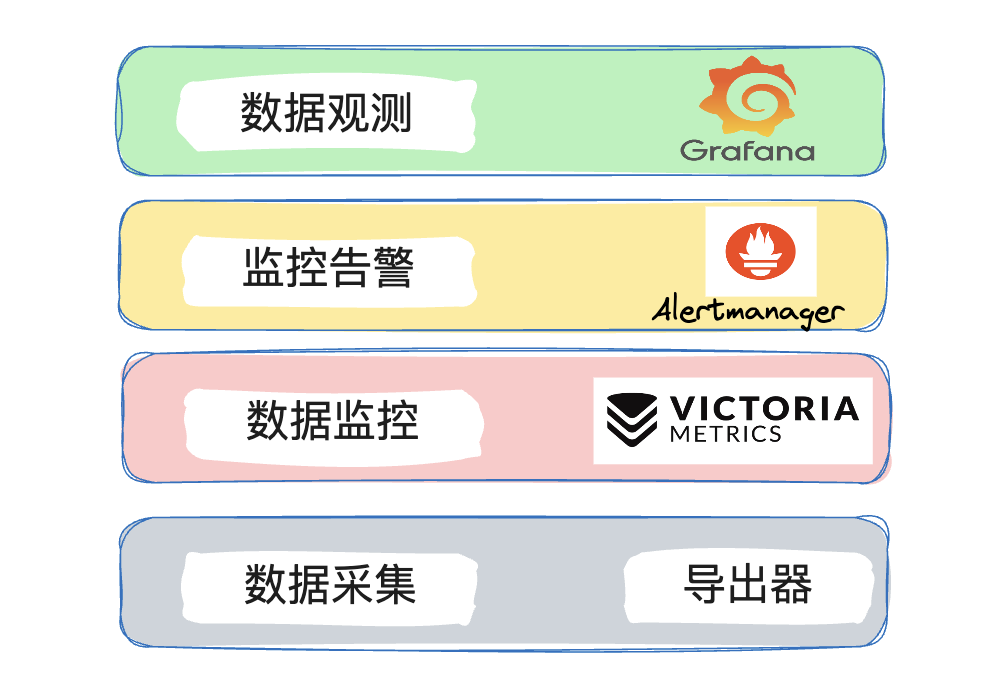 数据观测
Grafana
监控告警
Alertmanager
数据监控
VICTORIA
METRICS
数据采集
导出器